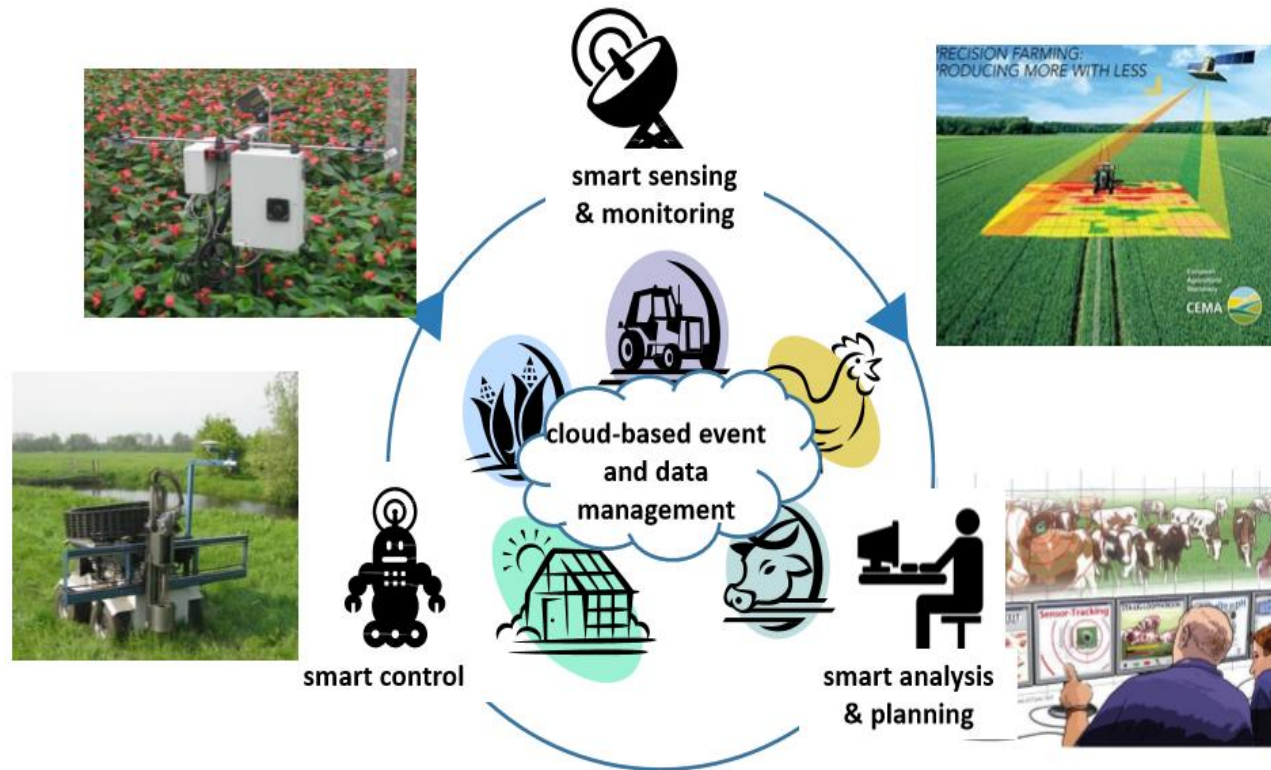 PRECISION FARMING:
PRODUCING MORE WITH LESS
CEMA
smart sensing
& monitoring
cloud-based event
and data
management
smart control
smart analysis
& planning
Sensor-Tracking